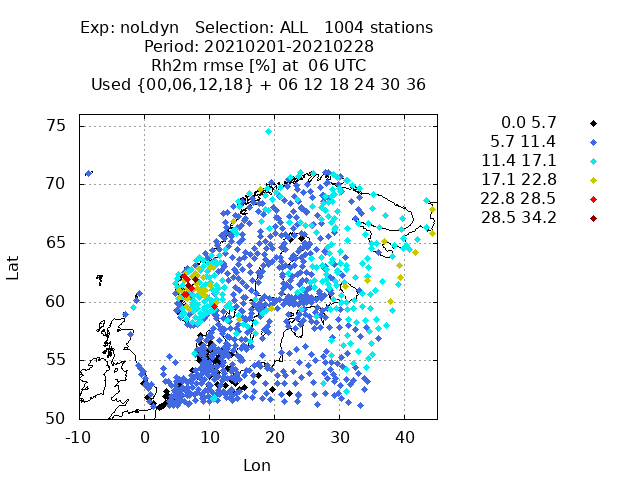 Exp: noLdyn   Selection: ALL   1004 stations
Period: 20210201-20210228
Rh2m rmse [%] at  06 UTC
Used {00,06,12,18} + 06 12 18 24 30 36
0.0 5.7
5.7 11.4
11.4 17.1
17.1 22.8
22.8 28.5
28.5 34.2
75
70
65
60
55
50
Lat
-10 0 10 20 30 40
Lon